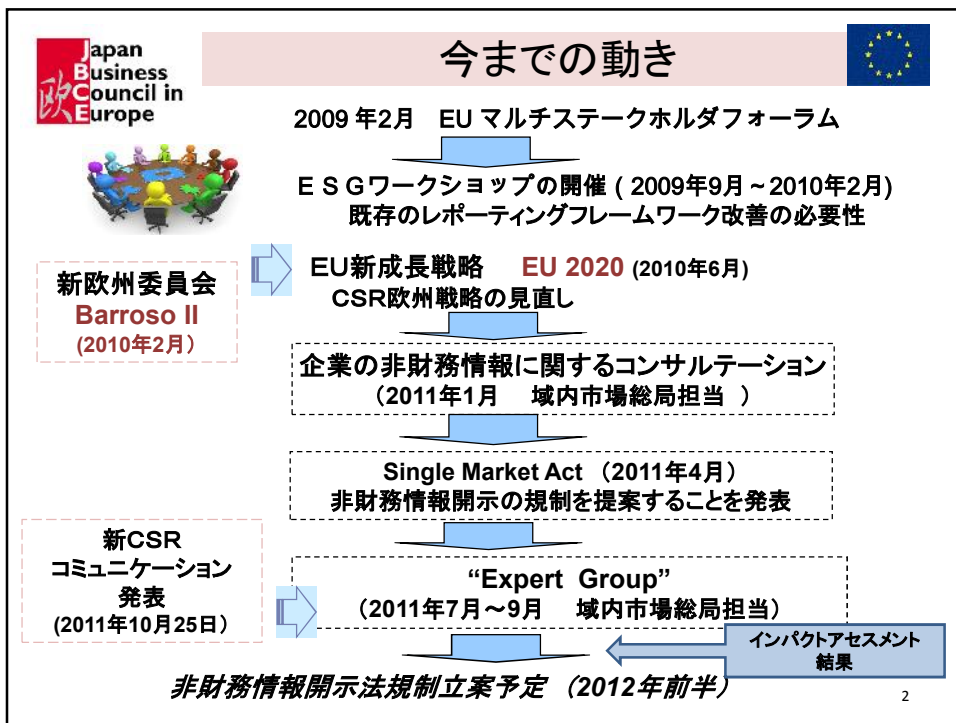 Japan
Business
Council in
Europe
欧
今までの動き
2009 年2月 EU マルチステークホルダフォーラム
ＥＳＧワークショップの開催 ( 2009年9月～2010年2月)
既存のレポーティングフレームワーク改善の必要性
新欧州委員会
Barroso II
(2010年2月）
EU新成長戦略 EU 2020 (2010年6月)
CSR欧州戦略の見直し
企業の非財務情報に関するコンサルテーション
（2011年1月 域内市場総局担当 ）
Single Market Act （2011年4月）
非財務情報開示の規制を提案することを発表
新CSR
コミュニケーション
発表
(2011年10月25日）
“Expert Group”
（2011年7月～9月 域内市場総局担当）
インパクトアセスメント
結果
非財務情報開示法規制立案予定 （2012年前半）
2